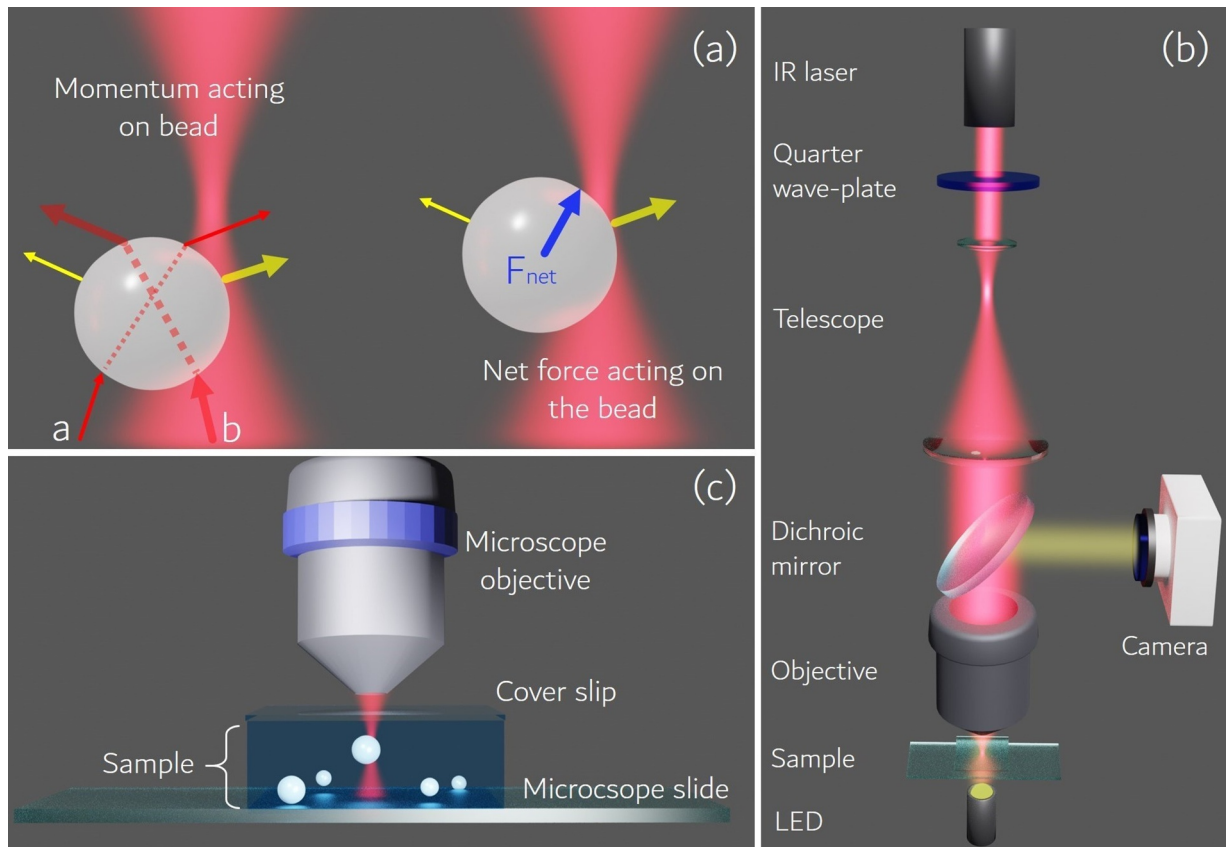 (a)
Momentum acting
on bead
a
b
Fnet
Net force acting on
the bead
(b)
IR laser
Quarter
wave-plate
Telescope
Dichroic
mirror
Camera
Objective
Sample
LED
(c)
Microscope
objective
Cover slip
Sample
Microcsope slide